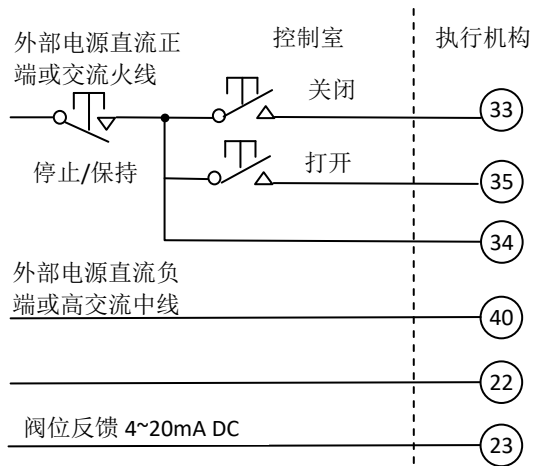 外部电源直流正
端或交流火线
控制室
执行机构
关闭
33
停止/保持
打开
35
34
外部电源直流负
端或高交流中线
40
22
阀位反馈 4~20mA DC
23